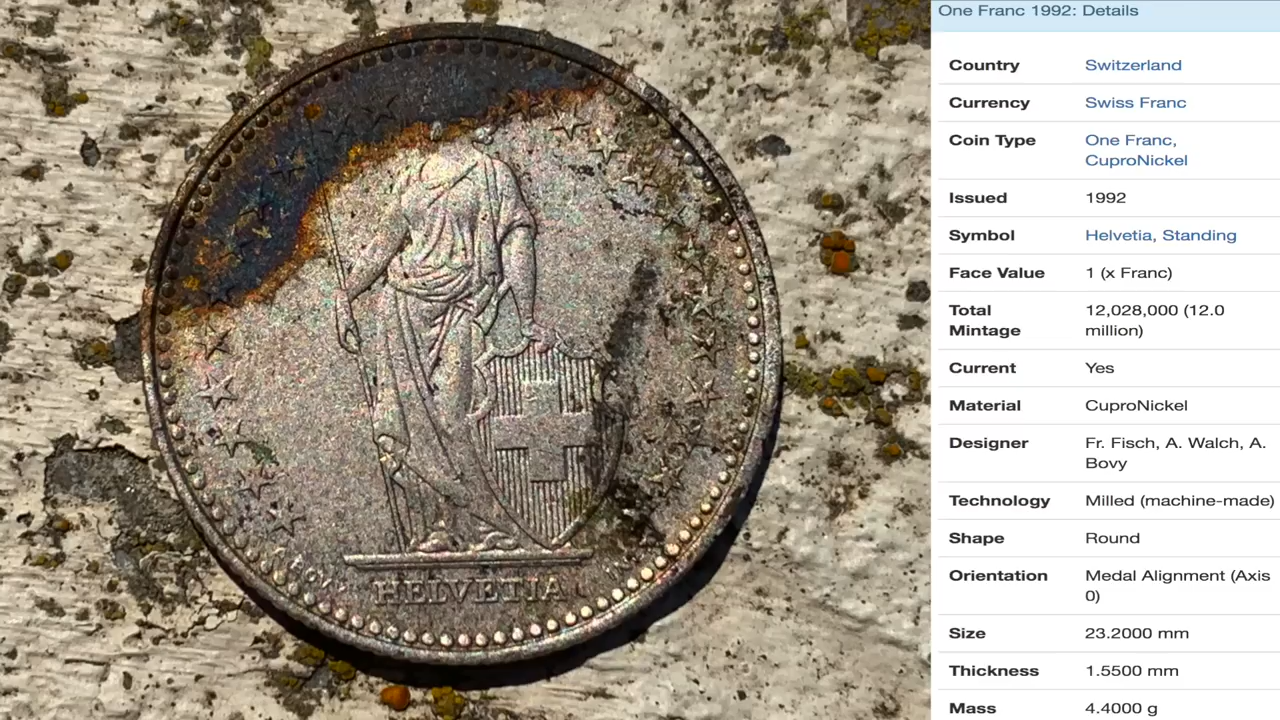 One Franc 1992: Details
Country Switzerland
Currency Swiss Franc
Coin Type One Franc,
CuproNickel
Issued 1992
Symbol Helvetia, Standing
Face Value 1 (x Franc)
Total 12,028,000 (12.0
Mintage million)
Current Yes
Material CuproNickel
Designer Fr. Fisch, A. Walch, A.
Bovy
Technology Milled (machine-made)
Shape Round
Orientation Medal Alignment (Axis
0)
Size 23.2000 mm
Thickness 1.5500 mm
Mass 4.4000 g
HELVETIA